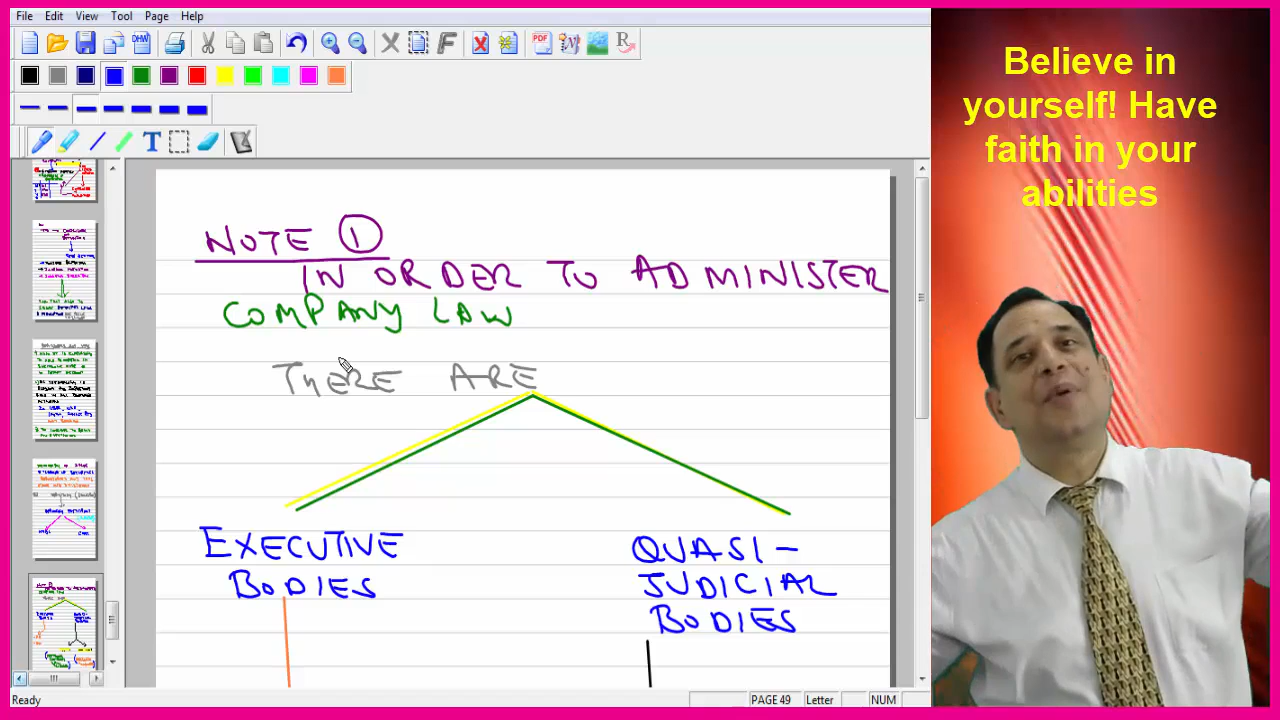 File Edit View Tool Page Help
Believe in
yourself! Have
faith in your
abilities
NOTE ①
IN ORDER TO ADMINISTER
COMPANY LAW
THERE ARE
EXECUTIVE
BODIES
QUASI-
JUDICIAL
BODIES
Ready
PAGE 49 Letter NUM